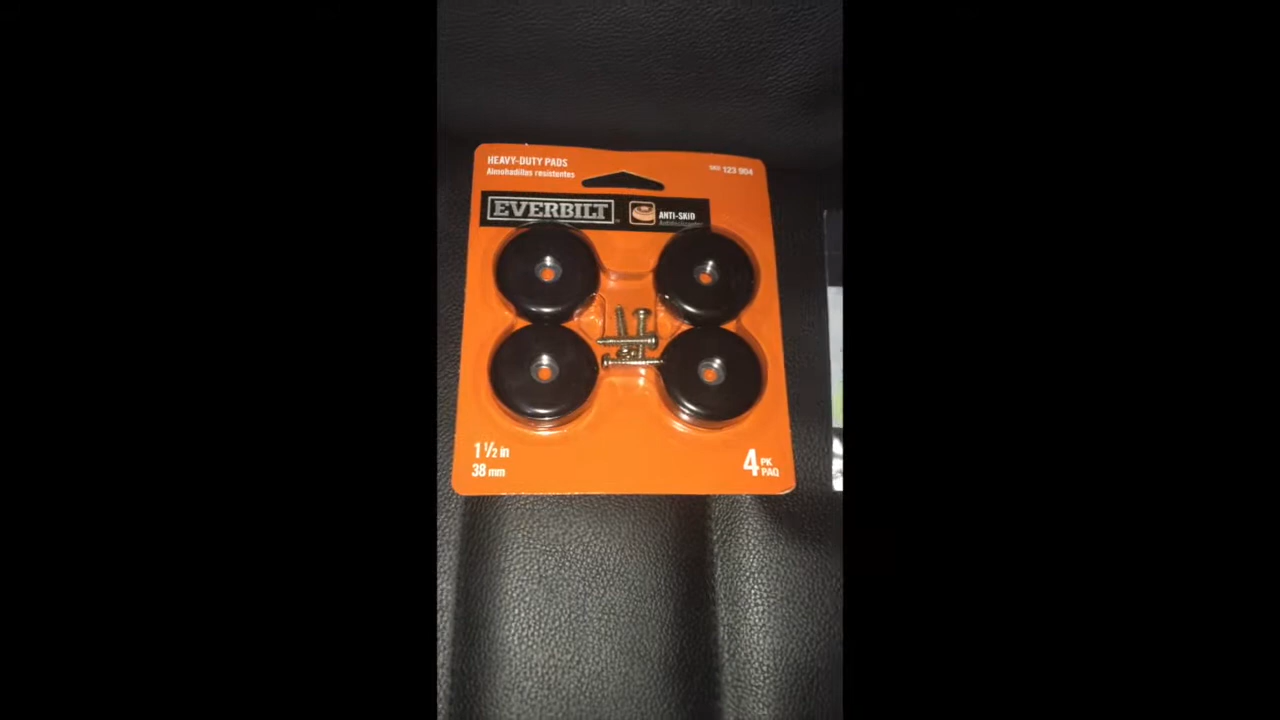 HEAVY-DUTY PADS
Almohadillas resistentes
SKU 123 904
EVERBILT
ANTI-SKID
1 1/2 in
38 mm
4 PK
PAQ